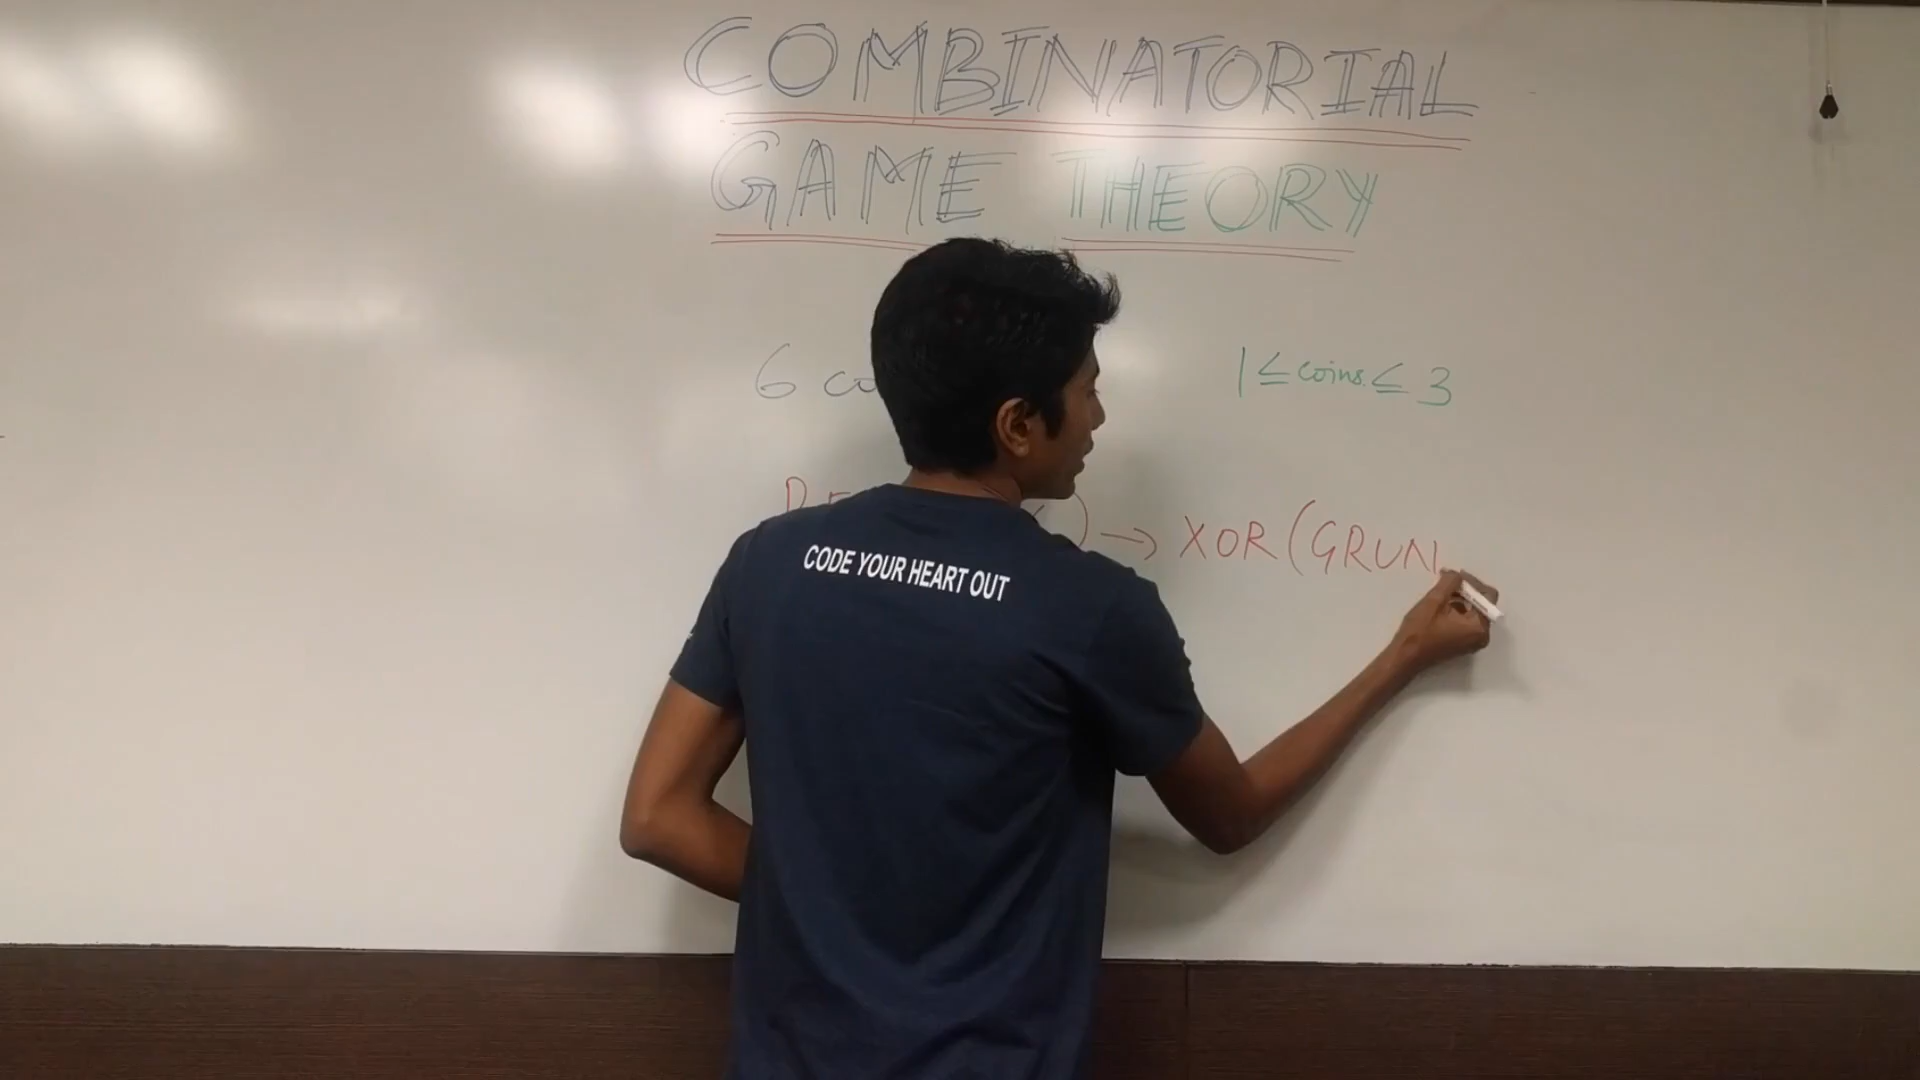 COMBINATORIAL
GAME THEORY
6 co
1 ≤ coins ≤ 3
) → XOR (GRUN
CODE YOUR HEART OUT